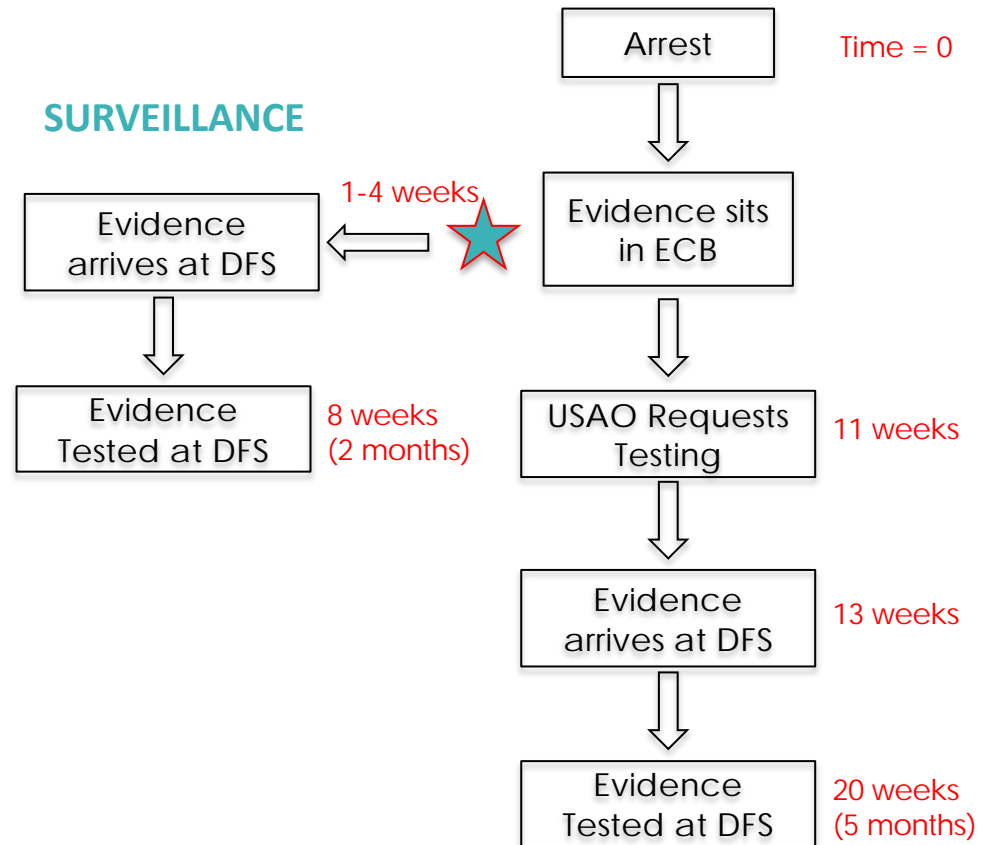 Arrest
Time = 0
SURVEILLANCE
1-4 weeks
Evidence
arrives at DFS
Evidence sits
in ECB
Evidence
Tested at DFS
8 weeks
(2 months)
USAO Requests
Testing
11 weeks
Evidence
arrives at DFS
13 weeks
Evidence
Tested at DFS
20 weeks
(5 months)